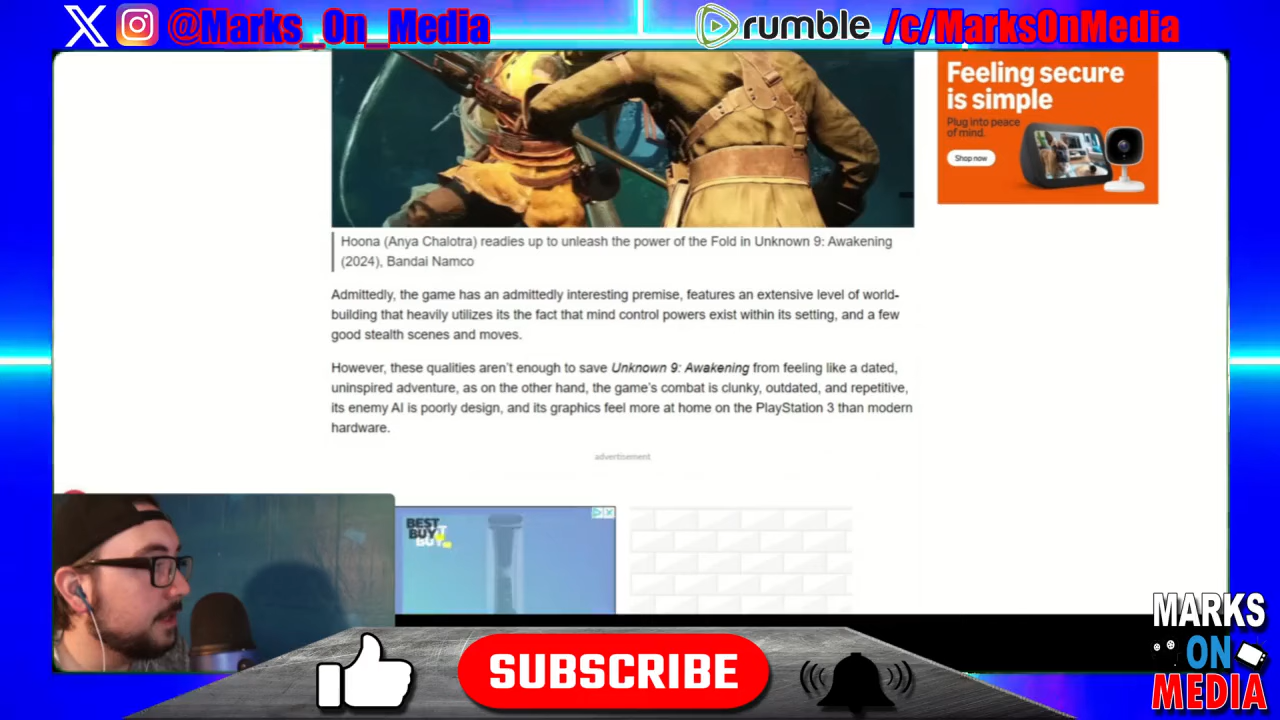 @Marks_On_Media
rumble /c/MarksOnMedia
Feeling secure
is simple
Plug into peace
of mind.
Shop now
Hoona (Anya Chalotra) readies up to unleash the power of the Fold in Unknown 9: Awakening
(2024), Bandai Namco
Admittedly, the game has an admittedly interesting premise, features an extensive level of world-
building that heavily utilizes its the fact that mind control powers exist within its setting, and a few
good stealth scenes and moves.
However, these qualities aren't enough to save Unknown 9: Awakening from feeling like a dated,
uninspired adventure, as on the other hand, the game's combat is clunky, outdated, and repetitive,
its enemy AI is poorly design, and its graphics feel more at home on the PlayStation 3 than modern
hardware.
advertisement
BEST
BUY
BUY
SUBSCRIBE
MARKS
ON
MEDIA